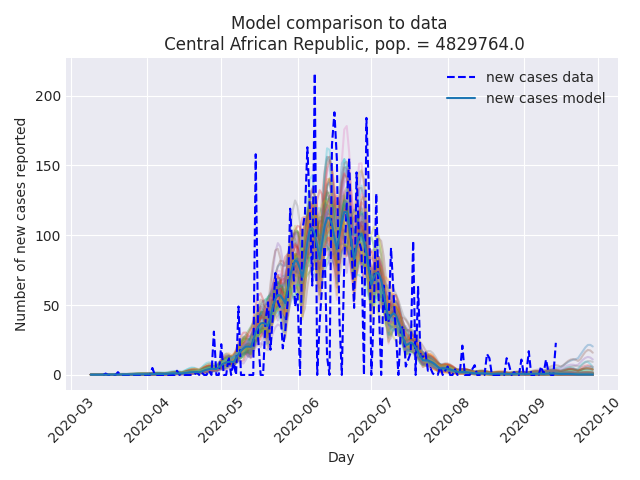 Model comparison to data
Central African Republic, pop. = 4829764.0
new cases data
new cases model
Number of new cases reported
200
150
100
50
0
2020-03
2020-04
2020-05
2020-06
2020-07
2020-08
2020-09
2020-10
Day